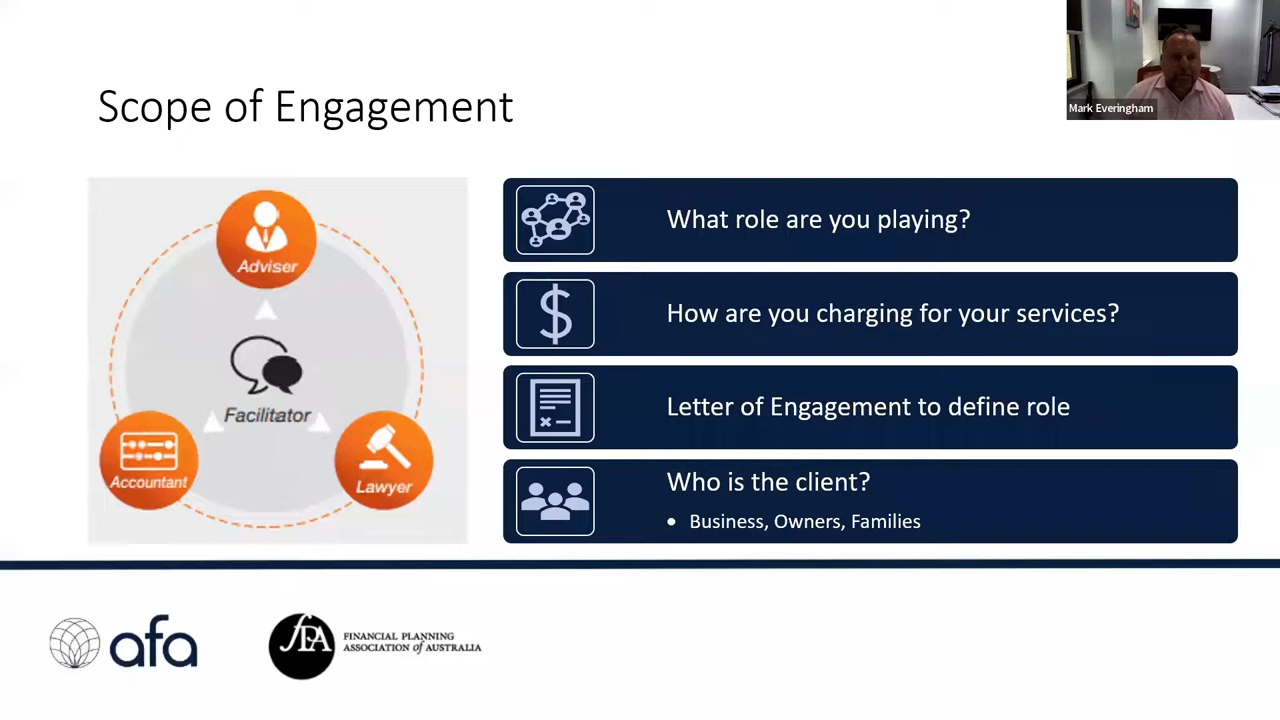 Mark Everingham
Scope of Engagement
Adviser
Facilitator
Accountant
Lawyer
What role are you playing?
How are you charging for your services?
Letter of Engagement to define role
Who is the client?
• Business, Owners, Families
afa
fPA
FINANCIAL PLANNING
ASSOCIATION of AUSTRALIA